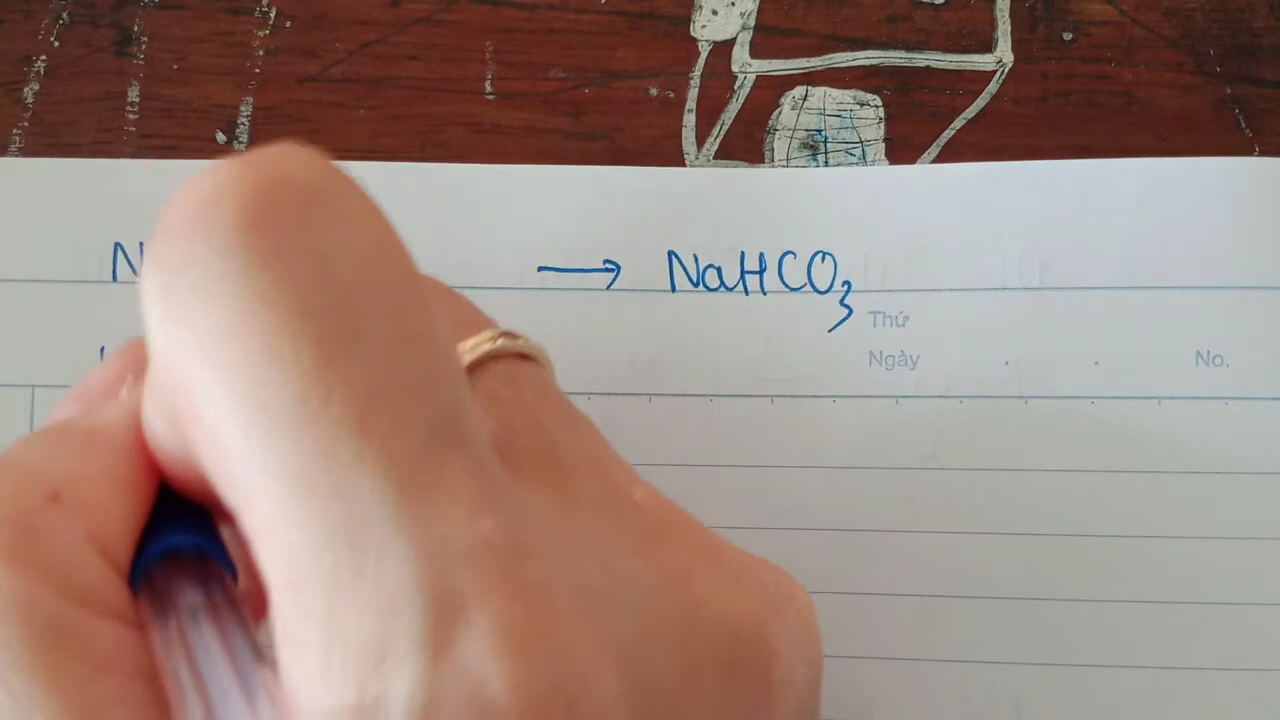 N → NaHCO₃
Thứ
Ngày . . No.